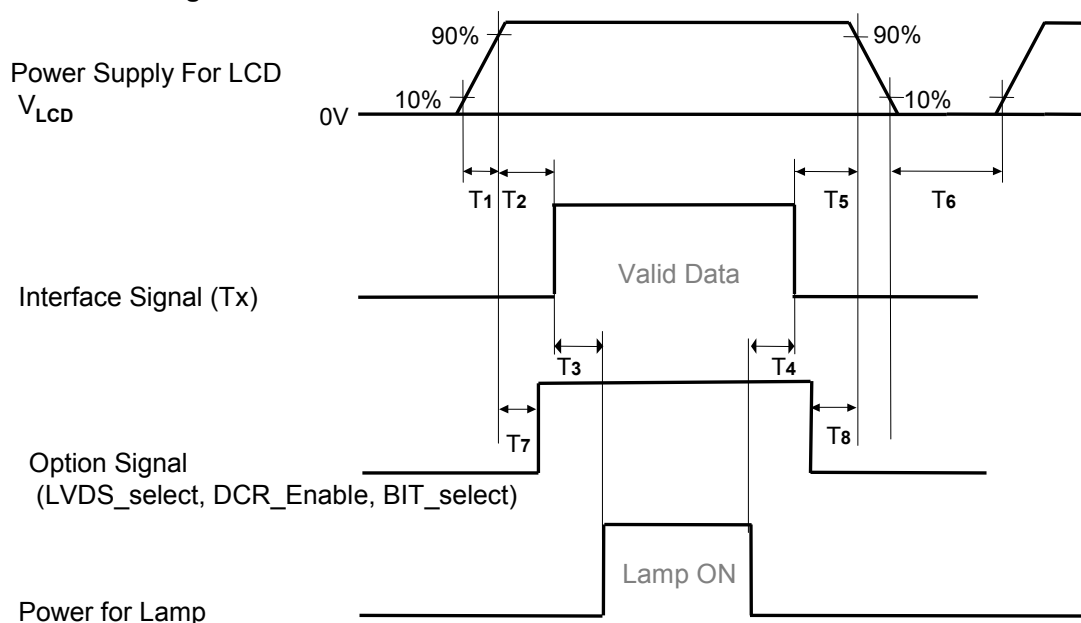 90%
90%
Power Supply For LCD
10%
10%
VLCD
0V
T1 T2
T5
T6
Valid Data
Interface Signal (Tx)
T3
T4
T7
T8
Option Signal
(LVDS_select, DCR_Enable, BIT_select)
Lamp ON
Power for Lamp